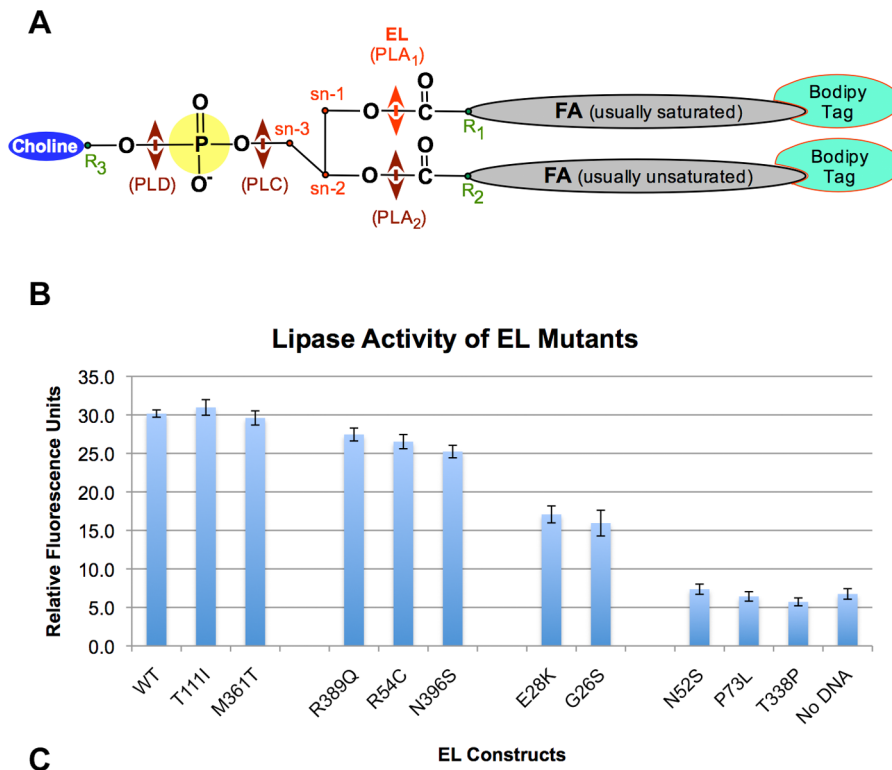 A
EL
(PLA₁)
sn-1
O
O
C
R₁
FA (usually saturated)
Bodipy
Tag
Choline
R₃
O
O
P
O⁻
O
sn-3
(PLD)
(PLC)
sn-2
O
O
C
R₂
FA (usually unsaturated)
Bodipy
Tag
(PLA₂)
B
Lipase Activity of EL Mutants
Relative Fluorescence Units
35.0
30.0
25.0
20.0
15.0
10.0
5.0
0.0
WT
T111I
M361T
R389Q
R54C
N396S
E28K
G26S
N52S
P73L
T338P
No DNA
EL Constructs
C